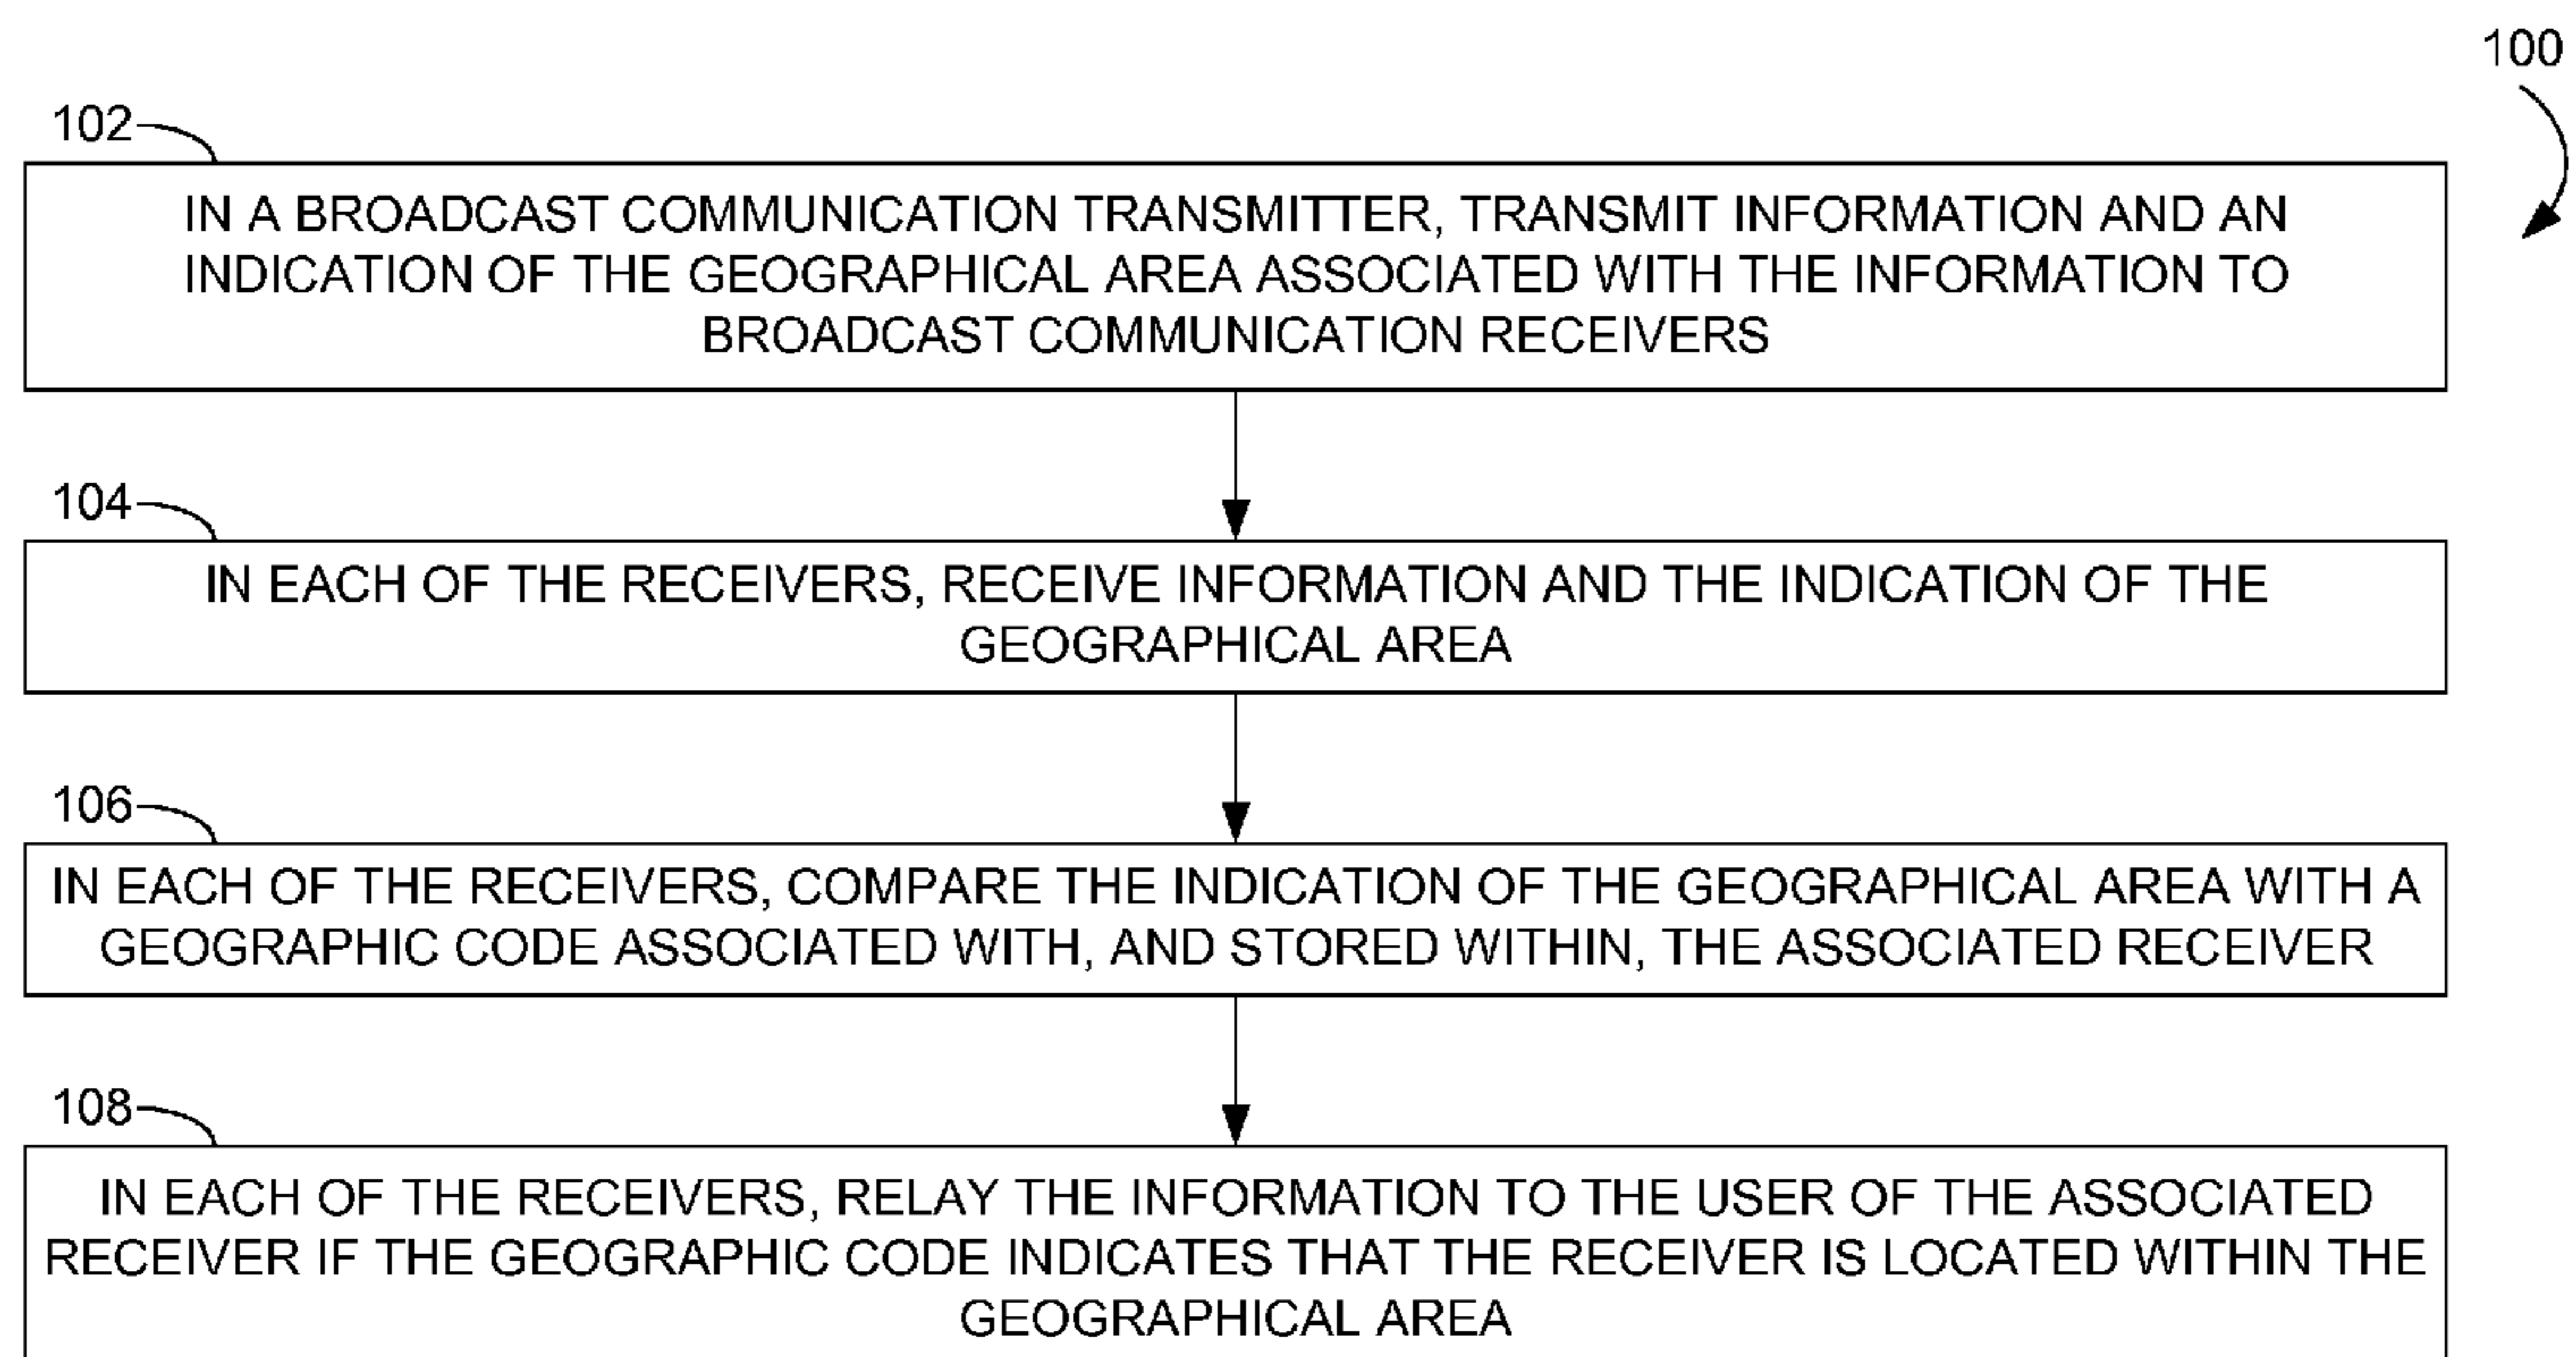 100
102
IN A BROADCAST COMMUNICATION TRANSMITTER, TRANSMIT INFORMATION AND AN
INDICATION OF THE GEOGRAPHICAL AREA ASSOCIATED WITH THE INFORMATION TO
BROADCAST COMMUNICATION RECEIVERS
104
IN EACH OF THE RECEIVERS, RECEIVE INFORMATION AND THE INDICATION OF THE
GEOGRAPHICAL AREA
106
IN EACH OF THE RECEIVERS, COMPARE THE INDICATION OF THE GEOGRAPHICAL AREA WITH A
GEOGRAPHIC CODE ASSOCIATED WITH, AND STORED WITHIN, THE ASSOCIATED RECEIVER
108
IN EACH OF THE RECEIVERS, RELAY THE INFORMATION TO THE USER OF THE ASSOCIATED
RECEIVER IF THE GEOGRAPHIC CODE INDICATES THAT THE RECEIVER IS LOCATED WITHIN THE
GEOGRAPHICAL AREA